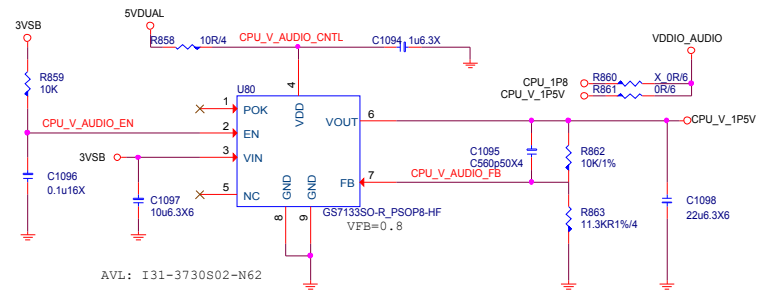 5VDUAL
3VSB
R858
10R/4
CPU_V_AUDIO_CNTL
C1094
1u6.3X
VDDIO_AUDIO
R859
10K
U80
4
VDD
CPU_1P8
R860
X_0R/6
CPU_V_1P5V
R861
0R/6
1
POK
CPU_V_AUDIO_EN
2
EN
VOUT
6
CPU_V_1P5V
3VSB
3
VIN
C1095
C560p50X4
R862
10K/1%
C1096
0.1u16X
C1097
10u6.3X6
5
NC
GND
GND
FB
7
CPU_V_AUDIO_FB
C1098
22u6.3X6
8
9
GS7133SO-R_PSOP8-HF
VFB=0.8
R863
11.3KR1%/4
AVL: I31-3730S02-N62